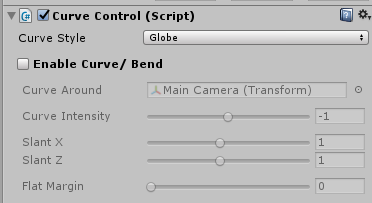 Curve Control (Script)
Curve Style Globe
Enable Curve/ Bend
Curve Around Main Camera (Transform)
Curve Intensity -1
Slant X 1
Slant Z 1
Flat Margin 0